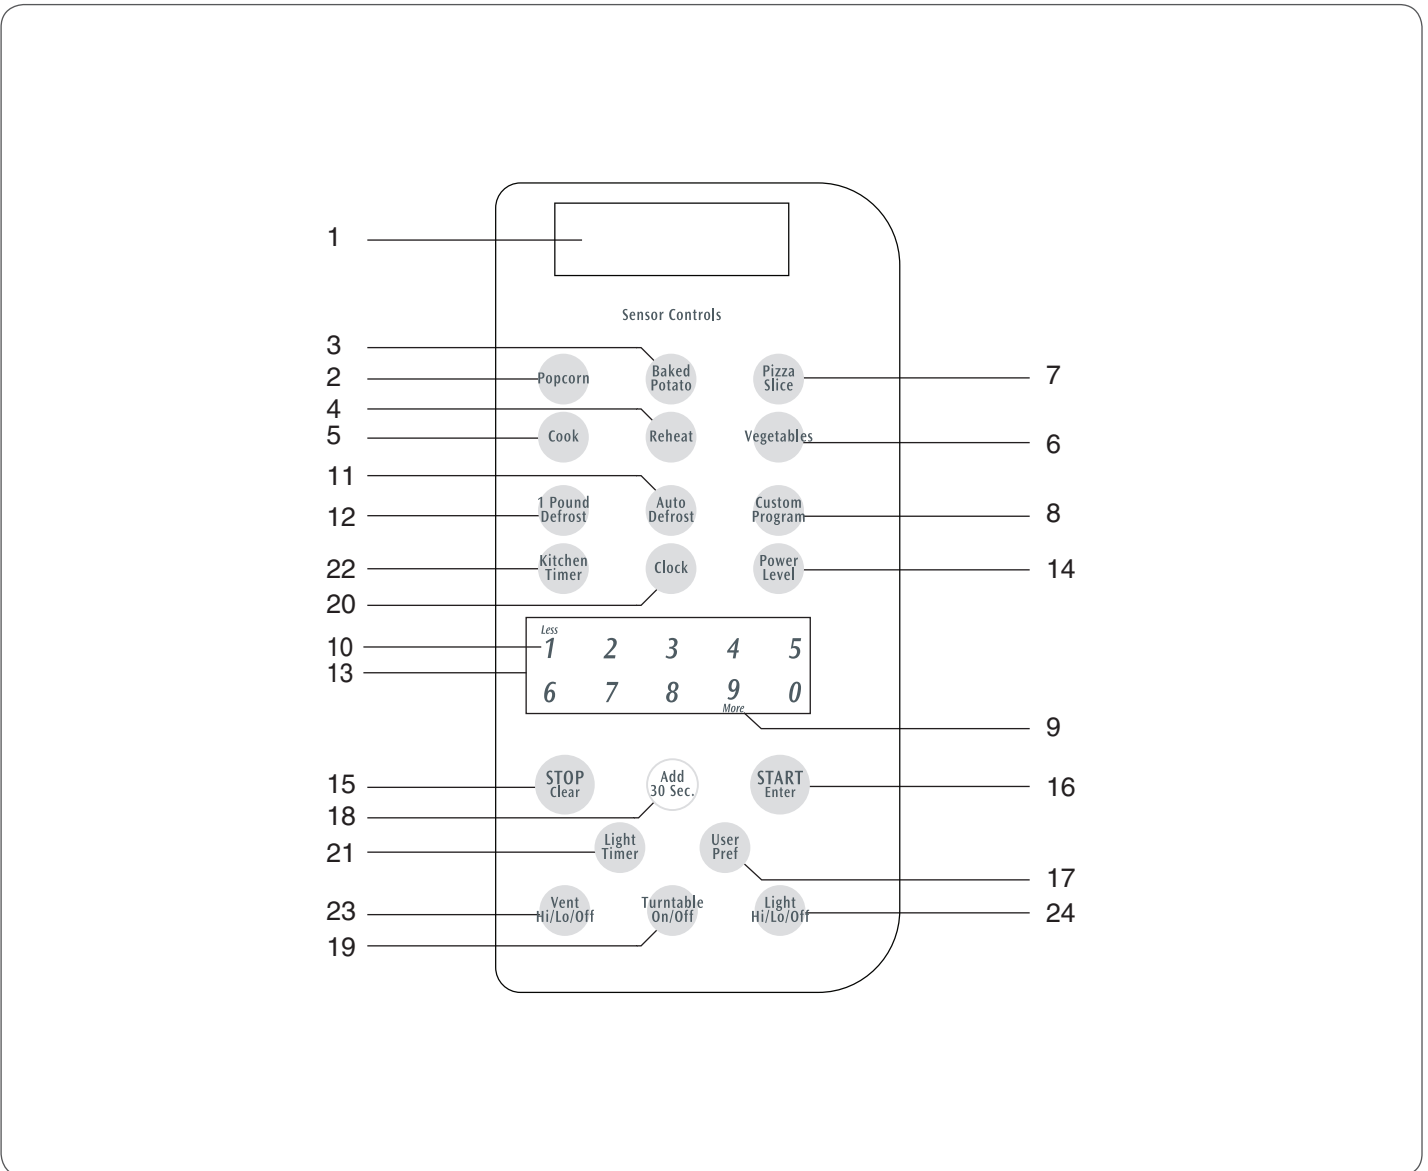 1
Sensor Controls
3
2
4
5
11
12
22
20
10
13
15
18
21
23
19
Popcorn
Baked
Potato
Pizza
Slice
Cook
Reheat
Vegetables
1 Pound
Defrost
Auto
Defrost
Custom
Program
Kitchen
Timer
Clock
Power
Level
Less
1 2 3 4 5
6 7 8 9 0
More
STOP
Clear
Add
30 Sec.
START
Enter
Light
Timer
User
Pref
Vent
Hi/Lo/Off
Turntable
On/Off
Light
Hi/Lo/Off
7
6
8
14
9
16
17
24